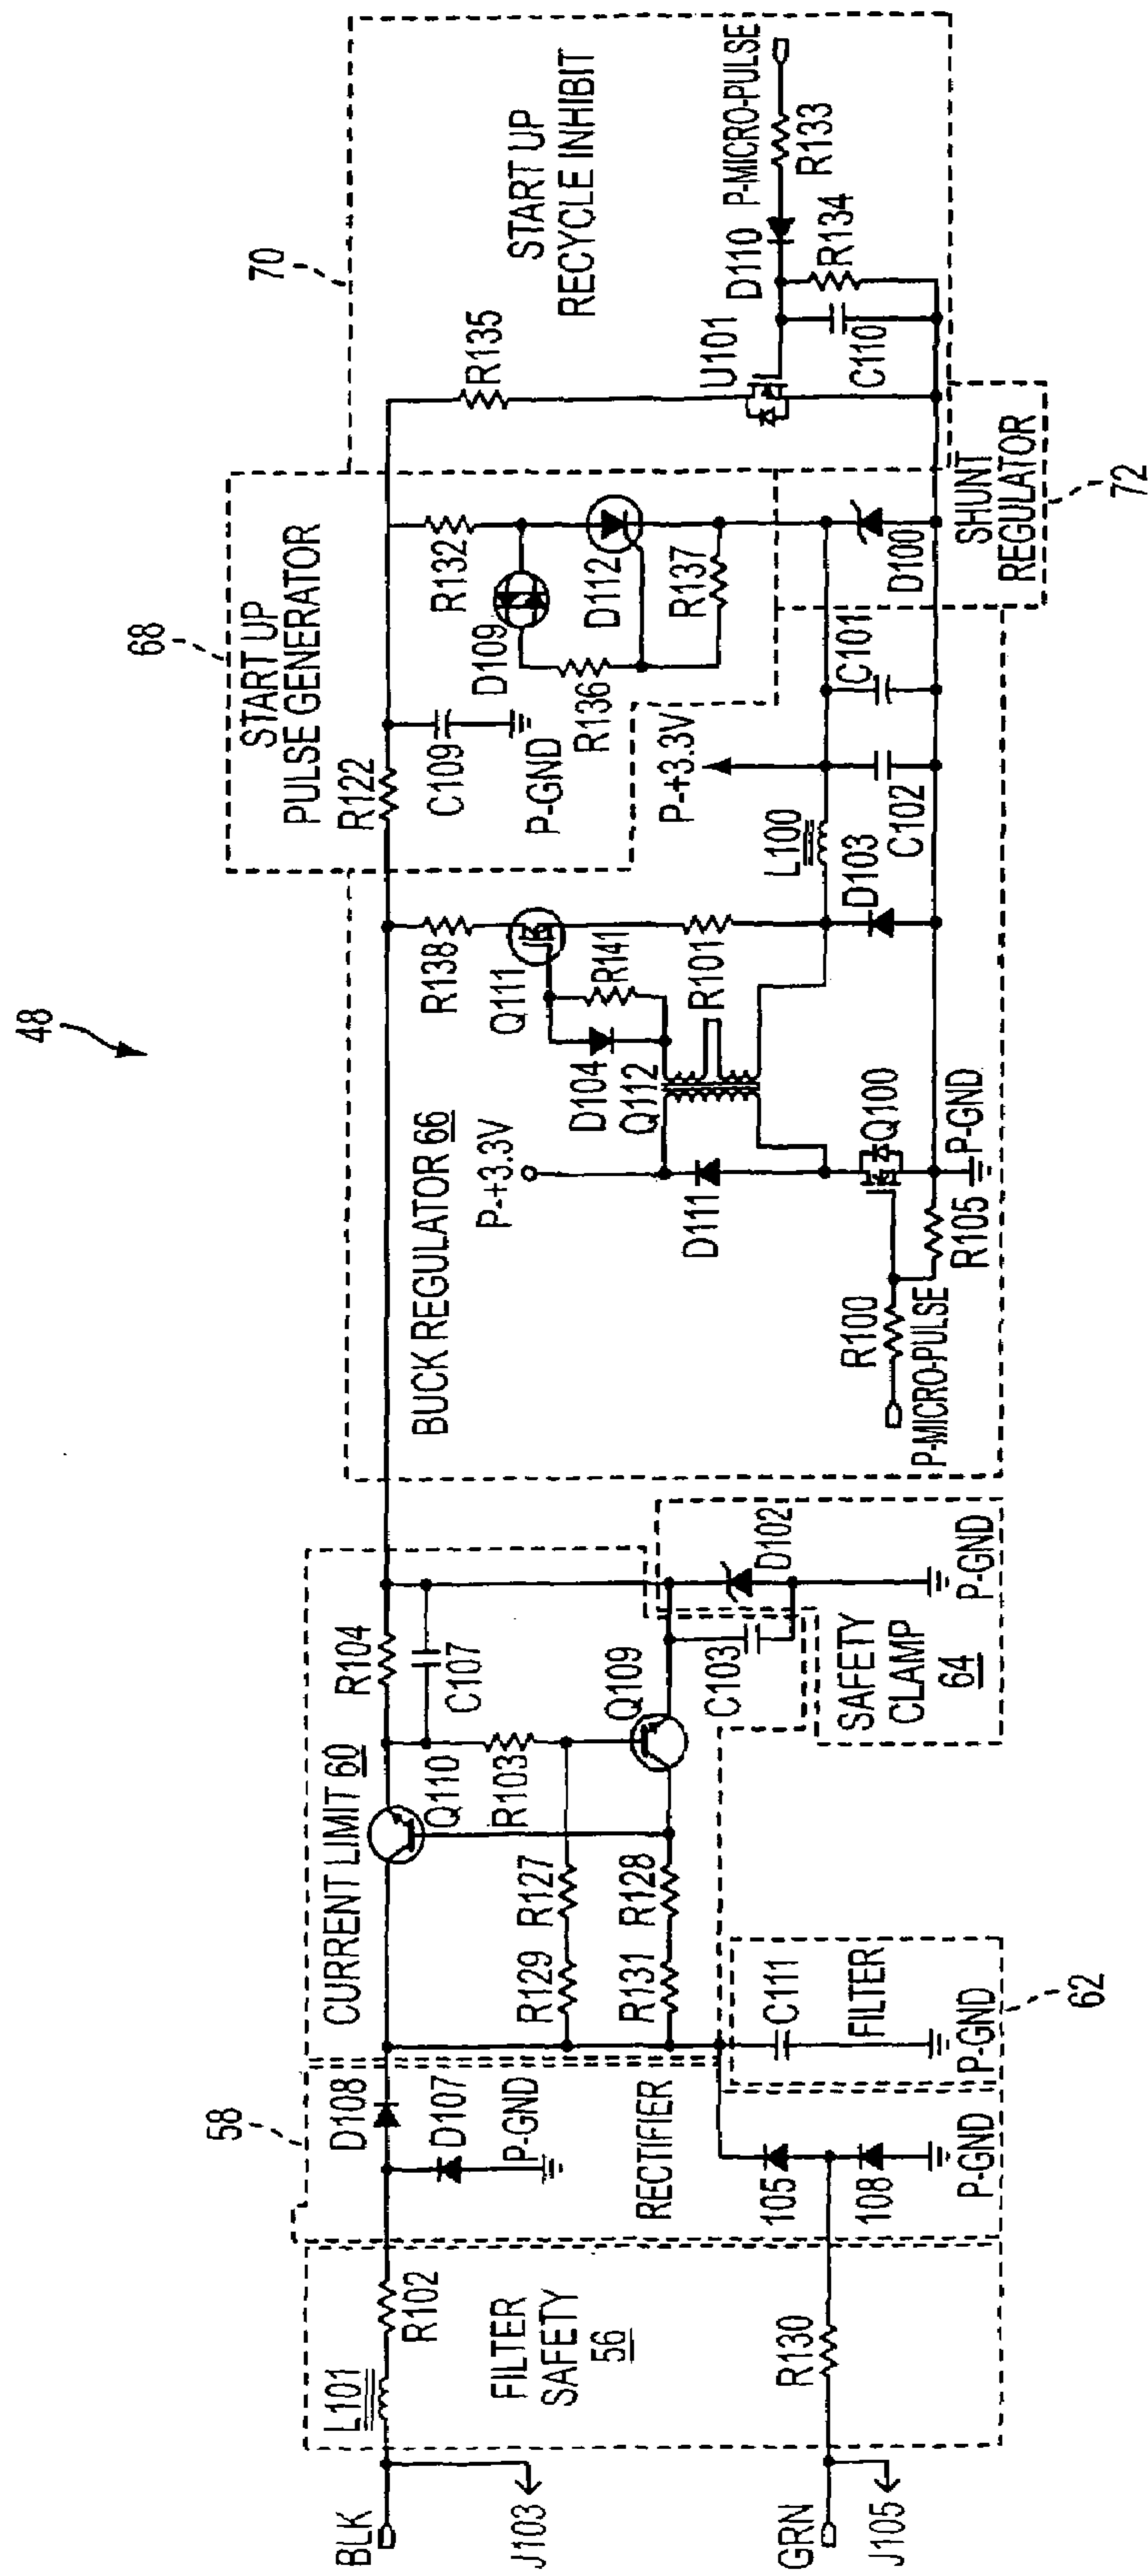 48
BLK
J103
GRN
J105
L101
R102
FILTER
SAFETY
56
R130
58
D108
D107
P-GND
RECTIFIER
105
108
P-GND
CURRENT LIMIT 60
Q110
R104
C107
R103
R129
R127
R131
R128
Q109
C111
FILTER
P-GND
62
C103
D102
SAFETY
CLAMP
64
P-GND
BUCK REGULATOR 66
P-+3.3V
D111
R100
P-MICRO-PULSE
R105
Q100
P-GND
D104
Q112
R138
Q111
R141
R101
D103
L100
C102
C101
P-+3.3V
68
START UP
PULSE GENERATOR
R122
C109
P-GND
R132
D109
R136
D112
R137
D100
SHUNT
REGULATOR
72
70
START UP
RECYCLE INHIBIT
R135
U101
D110
P-MICRO-PULSE
R133
R134
C110